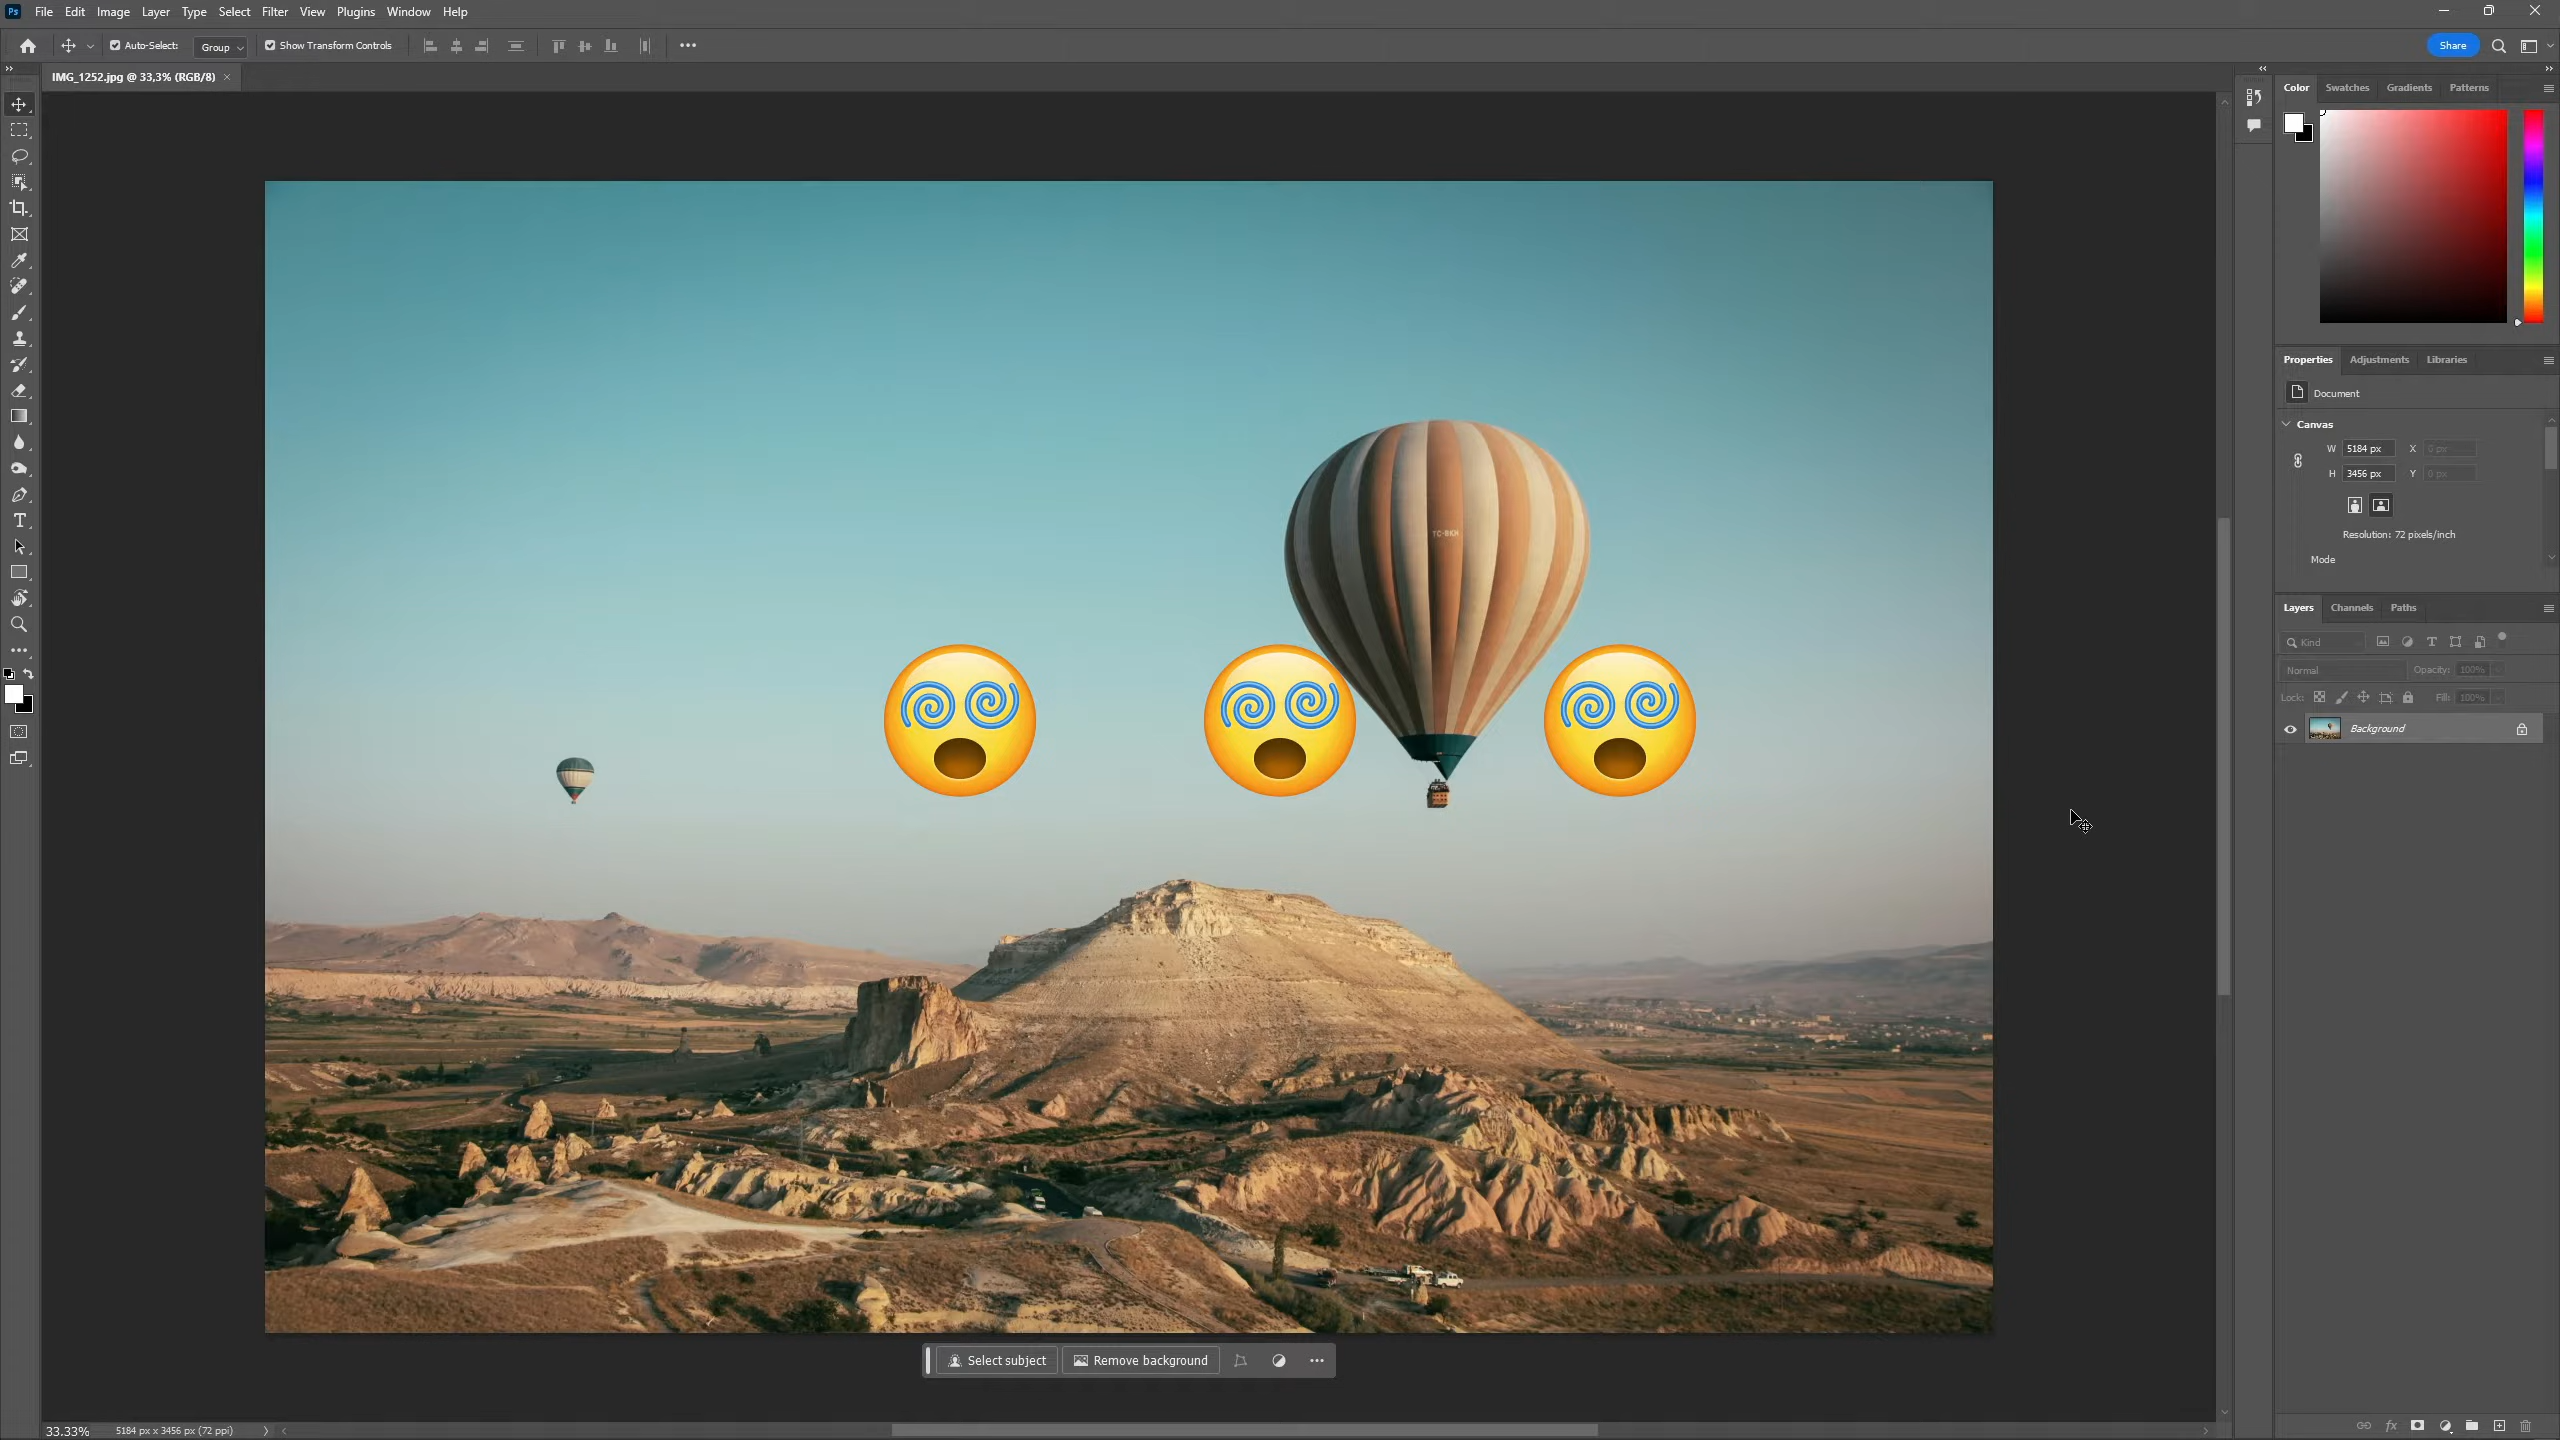 Ps File Edit Image Layer Type Select Filter View Plugins Window Help
Auto-Select: Group Show Transform Controls Share
IMG_1252.jpg @ 33,3% (RGB/8)
Color Swatches Gradients Patterns
Properties Adjustments Libraries
Document
Canvas
W 5184 px X 0 px
H 3456 px Y 0 px
Resolution: 72 pixels/inch
Mode
TC-BKH
Layers Channels Paths
Kind
Normal Opacity: 100%
Lock: Fill: 100%
Background
Select subject Remove background
33.33% 5184 px x 3456 px (72 ppi)